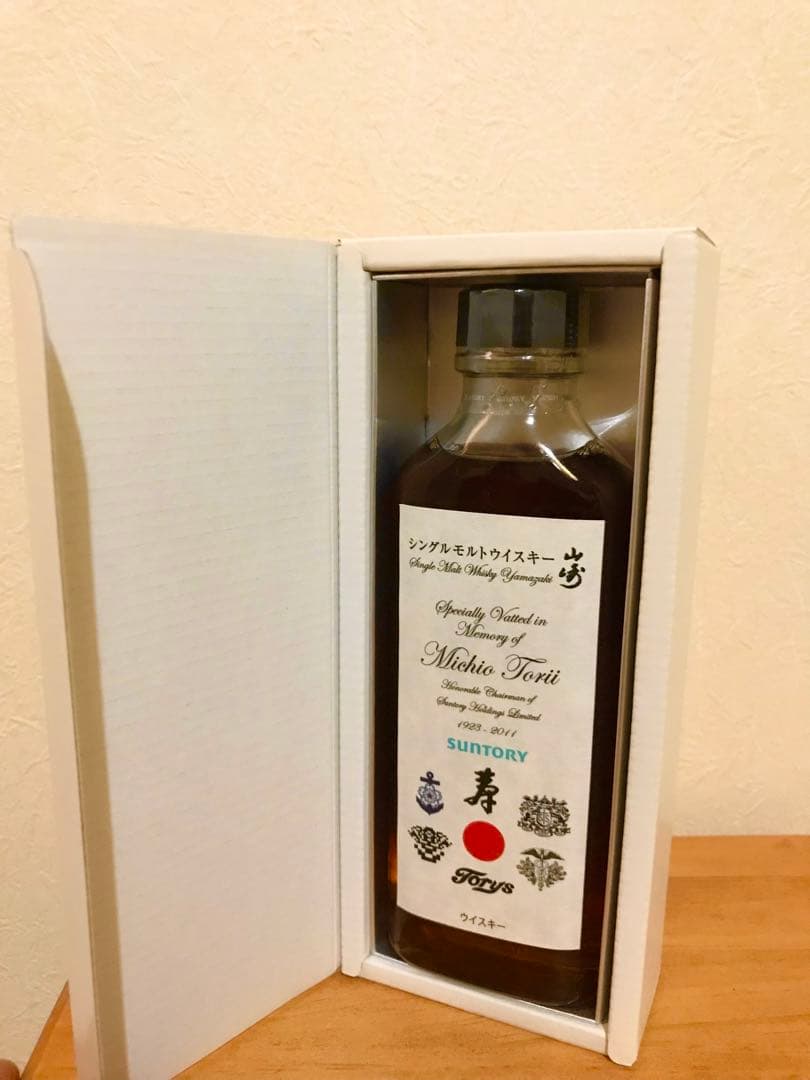 シングルモルトウイスキー 山崎
Single Malt Whisky Yamazaki
Specially Vatted in
Memory of
Michio Torii
Honorable Chairman of
Suntory Holdings Limited
1923 - 2011
SUNTORY
寿
Torys
ウイスキー